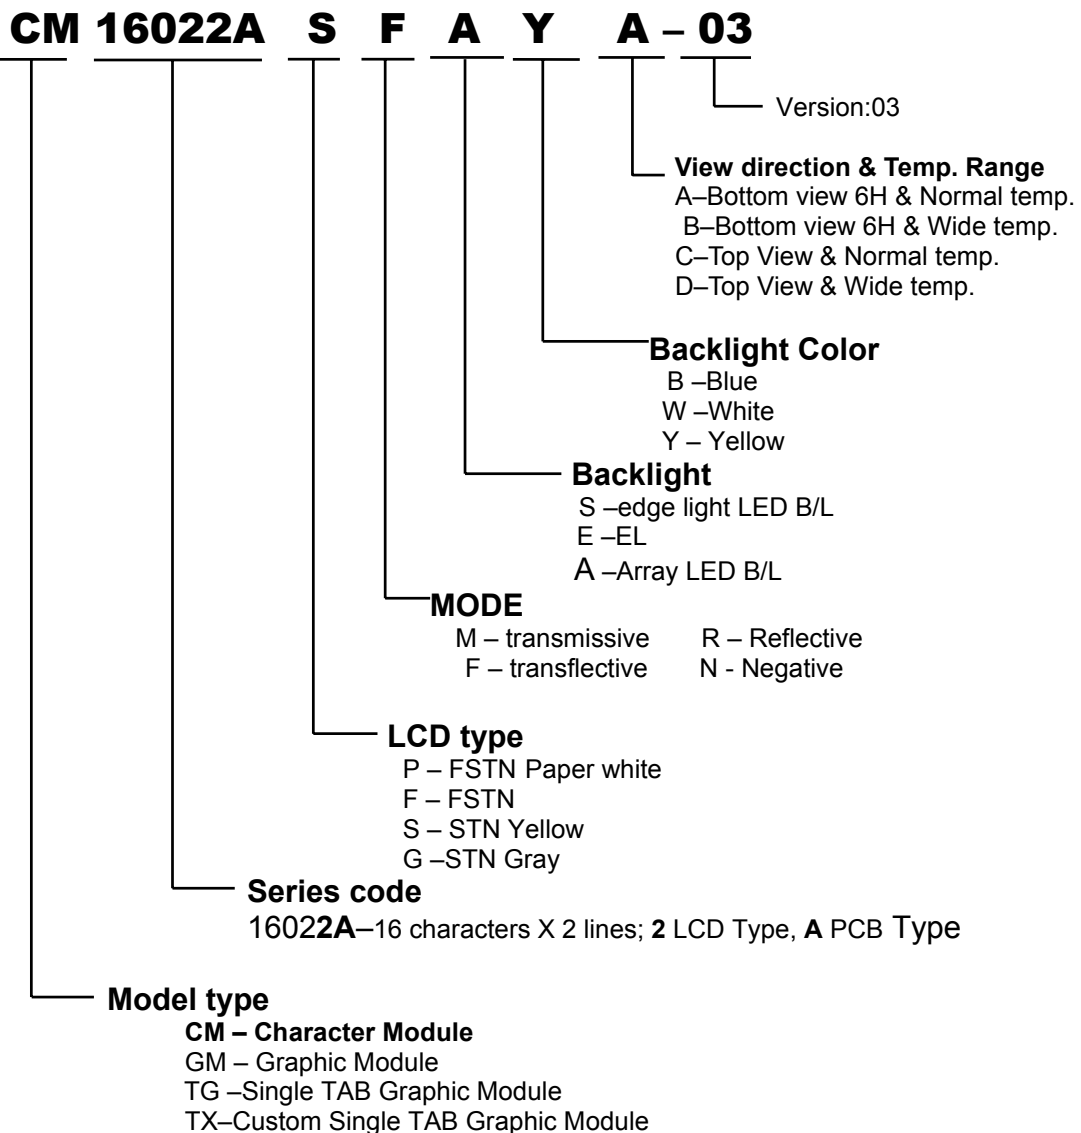 CM 16022A S F A Y A – 03
Version:03
View direction & Temp. Range
A–Bottom view 6H & Normal temp.
B–Bottom view 6H & Wide temp.
C–Top View & Normal temp.
D–Top View & Wide temp.
Backlight Color
B –Blue
W –White
Y – Yellow
Backlight
S –edge light LED B/L
E –EL
A –Array LED B/L
MODE
M – transmissive R – Reflective
F – transflective N - Negative
LCD type
P – FSTN Paper white
F – FSTN
S – STN Yellow
G –STN Gray
Series code
16022A–16 characters X 2 lines; 2 LCD Type, A PCB Type
Model type
CM – Character Module
GM – Graphic Module
TG –Single TAB Graphic Module
TX–Custom Single TAB Graphic Module